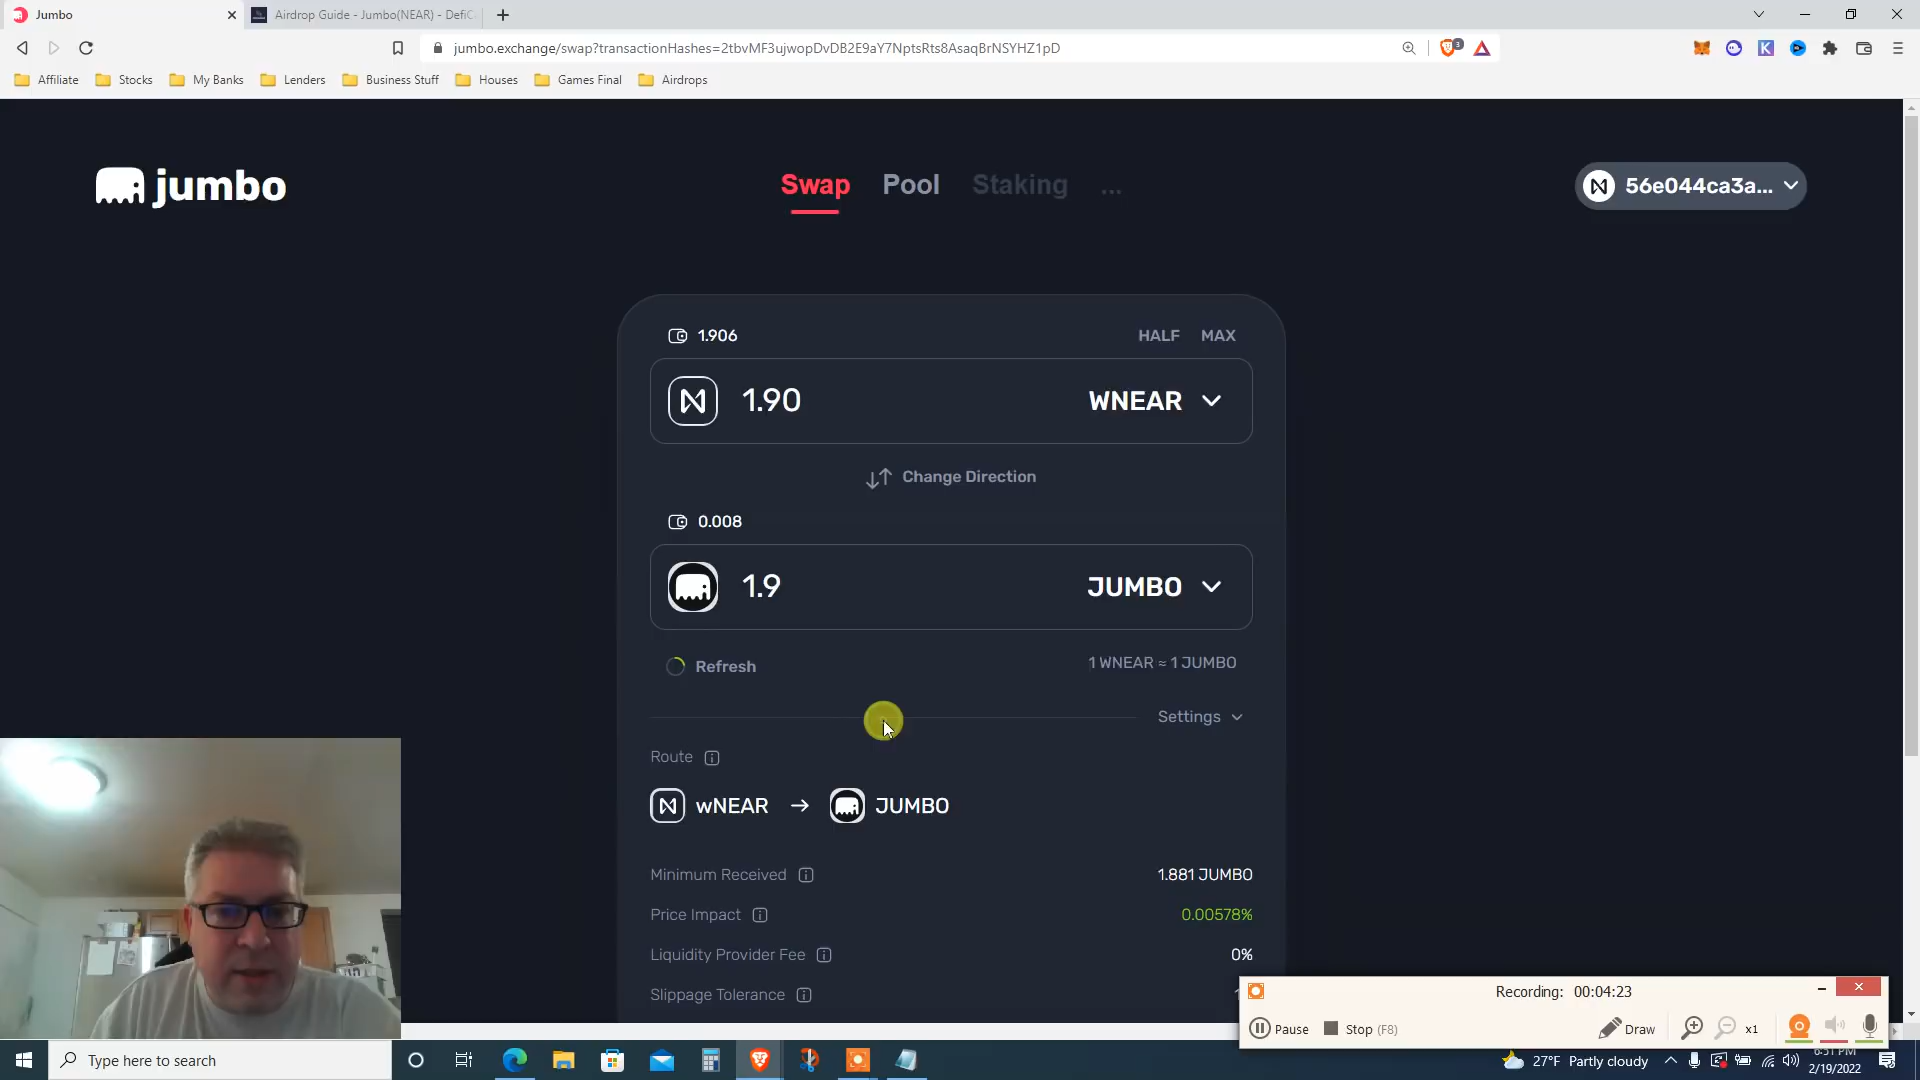 Jumbo
Airdrop Guide - Jumbo(NEAR) - DefiC
jumbo.exchange/swap?transactionHashes=2tbvMF3ujwopDvDB2E9aY7NptsRts8AsaqBrNSYHZ1pD
3
Affiliate Stocks My Banks Lenders Business Stuff Houses Games Final Airdrops
jumbo
Swap Pool Staking ...
56e044ca3a...
1.906 HALF MAX
1.90 WNEAR
Change Direction
0.008
1.9 JUMBO
Refresh 1 WNEAR ≈ 1 JUMBO
Settings
Route
wNEAR → JUMBO
Minimum Received 1.881 JUMBO
Price Impact 0.00578%
Liquidity Provider Fee 0%
Slippage Tolerance
Recording: 00:04:23
Pause Stop (F8) Draw x1
Type here to search
27°F Partly cloudy
6:51 PM
2/19/2022